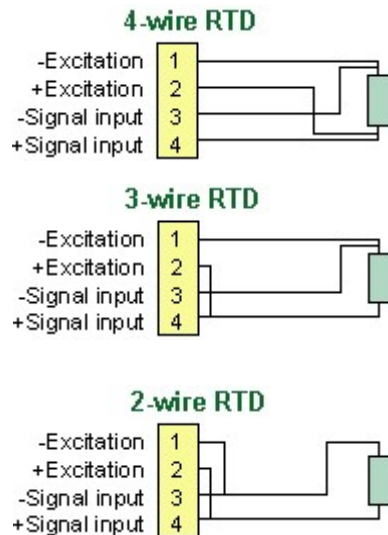 4-wire RTD
-Excitation 1
+Excitation 2
-Signal input 3
+Signal input 4
3-wire RTD
-Excitation 1
+Excitation 2
-Signal input 3
+Signal input 4
2-wire RTD
-Excitation 1
+Excitation 2
-Signal input 3
+Signal input 4